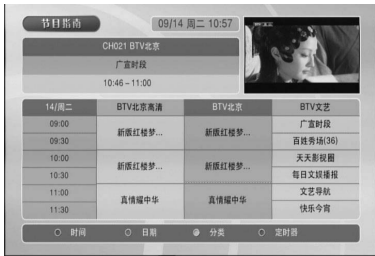 节目指南
09/14 周二 10:57
CH021 BTV北京
广宣时段
10:46－11:00
14/周二 BTV北京高清 BTV北京 BTV文艺
09:00 新版红楼梦... 新版红楼梦... 广宣时段
09:30 百姓秀场(36)
10:00 新版红楼梦... 新版红楼梦... 天天影视圈
10:30 每日文娱播报
11:00 真情耀中华 真情耀中华 文艺导航
11:30 快乐今宵
时间 日期 分类 定时器